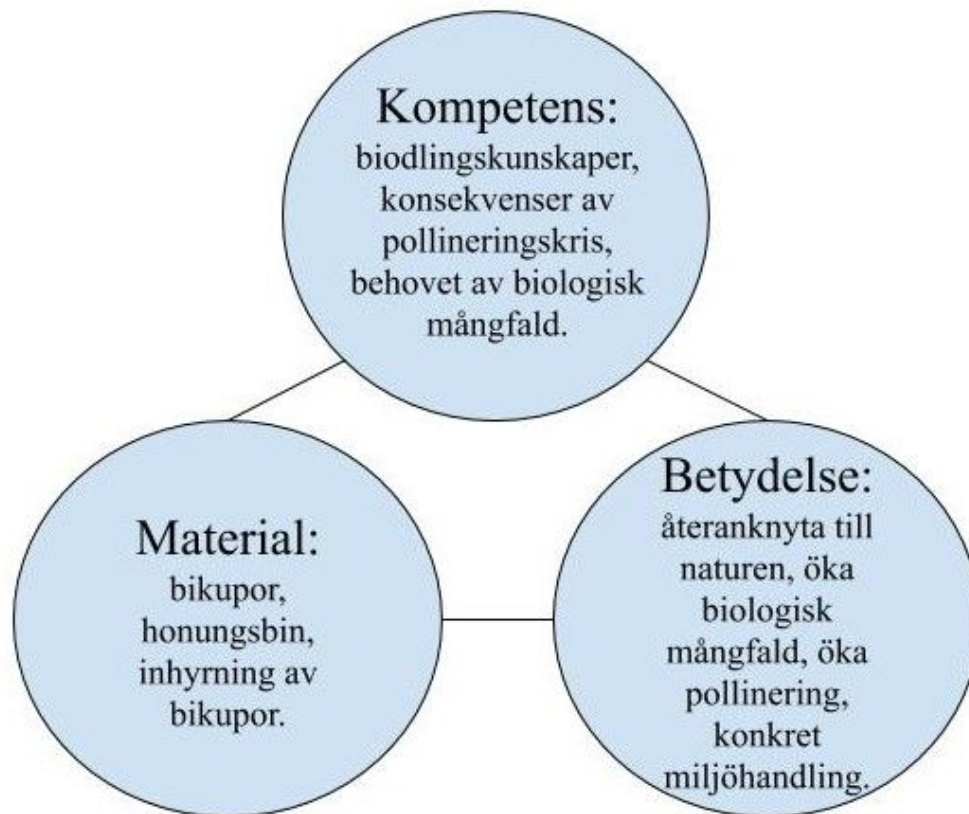 Kompetens:
biodlingskunskaper,
konsekvenser av
pollineringskris,
behovet av biologisk
mångfald.
Material:
bikupor,
honungsbin,
inhyrning av
bikupor.
Betydelse:
återanknyta till
naturen, öka
biologisk
mångfald, öka
pollinering,
konkret
miljöhandling.